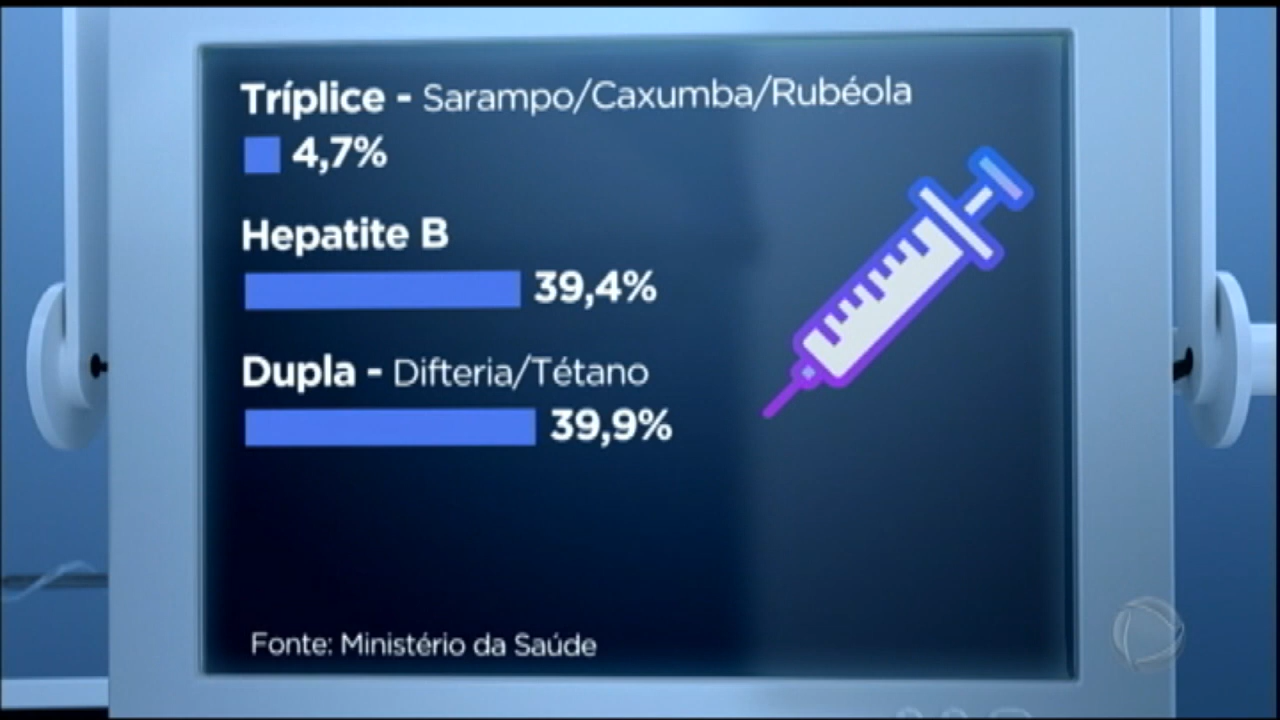 Tríplice - Sarampo/Caxumba/Rubéola
4,7%
Hepatite B
39,4%
Dupla - Difteria/Tétano
39,9%
Fonte: Ministério da Saúde